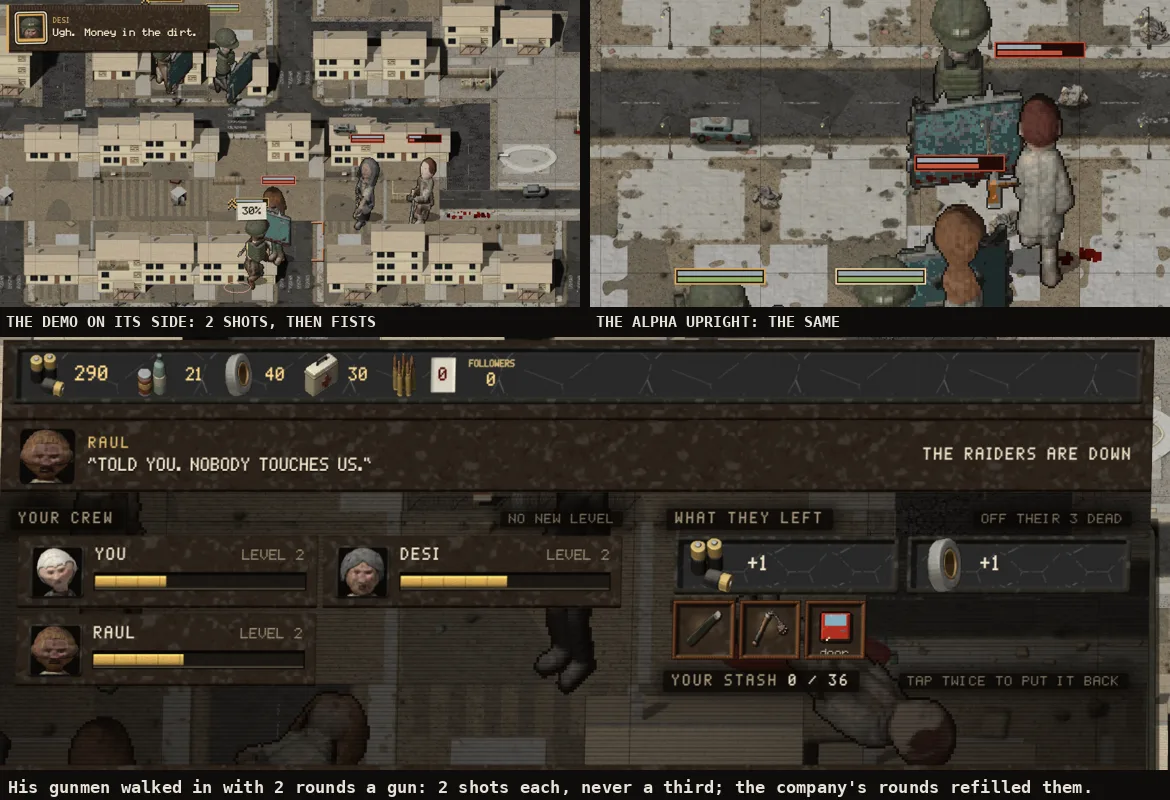 DESI
Ugh. Money in the dirt.
30%
THE DEMO ON ITS SIDE: 2 SHOTS, THEN FISTS
THE ALPHA UPRIGHT: THE SAME
290
21
40
30
0
FOLLOWERS
0
RAUL
"TOLD YOU. NOBODY TOUCHES US."
THE RAIDERS ARE DOWN
YOUR CREW
NO NEW LEVEL
WHAT THEY LEFT
OFF THEIR 3 DEAD
YOU LEVEL 2
DESI LEVEL 2
+1
+1
RAUL LEVEL 2
door
YOUR STASH 0 / 36
TAP TWICE TO PUT IT BACK
His gunmen walked in with 2 rounds a gun: 2 shots each, never a third; the company's rounds refilled them.